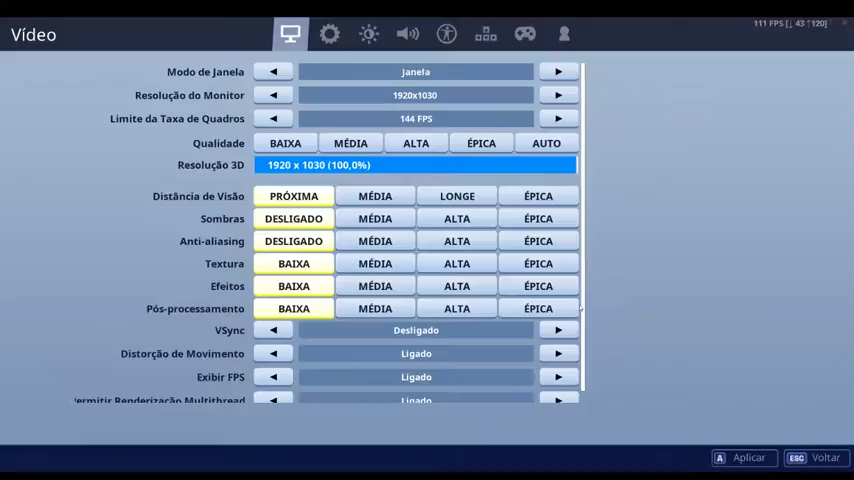 111 FPS [↓ 43 ↑120]
Vídeo
Modo de Janela ◄ Janela ►
Resolução do Monitor ◄ 1920x1030 ►
Limite da Taxa de Quadros 144 FPS ►
Qualidade BAIXA MÉDIA ALTA ÉPICA AUTO
Resolução 3D 1920 x 1030 (100,0%)
Distância de Visão PRÓXIMA MÉDIA LONGE ÉPICA
Sombras DESLIGADO MÉDIA ALTA ÉPICA
Anti-aliasing DESLIGADO MÉDIA ALTA ÉPICA
Textura BAIXA MÉDIA ALTA ÉPICA
Efeitos BAIXA MÉDIA ALTA ÉPICA
Pós-processamento BAIXA MÉDIA ALTA ÉPICA
VSync ◄ Desligado ►
Distorção de Movimento ◄ Ligado ►
Exibir FPS ◄ Ligado ►
ermitir Renderização Multithread ◄ Ligado ►
A Aplicar ESC Voltar